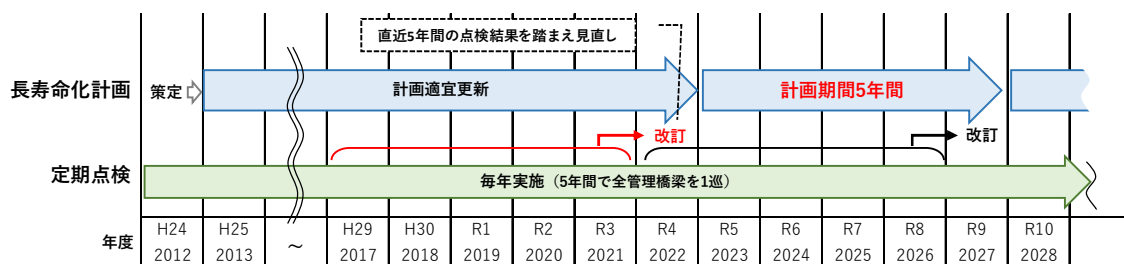 直近5年間の点検結果を踏まえ見直し
長寿命化計画
策定
計画適宜更新
計画期間5年間
改訂
改訂
定期点検
毎年実施（5年間で全管理橋梁を1巡）
年度
H24 H25 ～ H29 H30 R1 R2 R3 R4 R5 R6 R7 R8 R9 R10
2012 2013 2017 2018 2019 2020 2021 2022 2023 2024 2025 2026 2027 2028